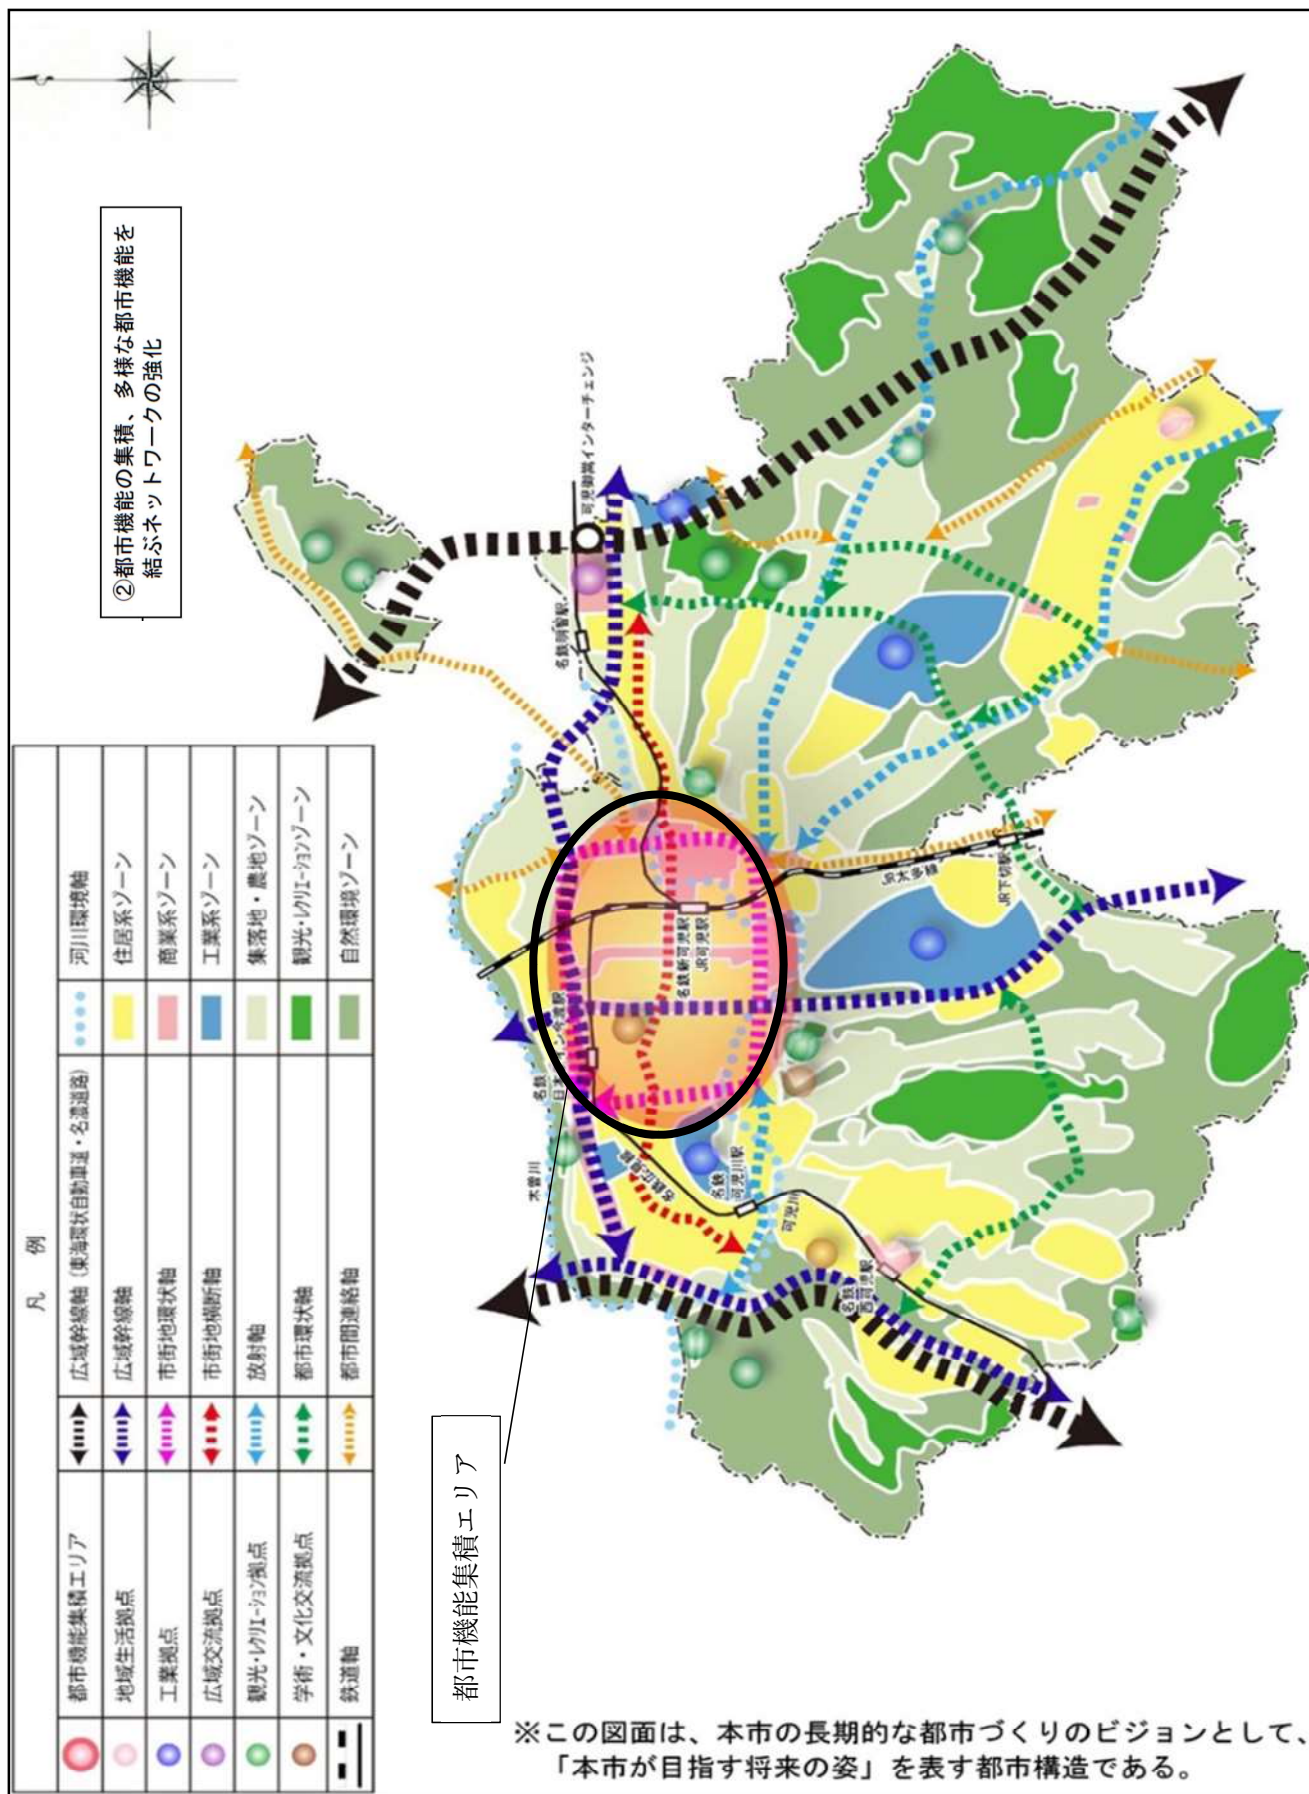 ②都市機能の集積、多様な都市機能を
結ぶネットワークの強化
凡　例
都市機能集積エリア
地域生活拠点
工業拠点
広域交流拠点
観光・レクリエーション拠点
学術・文化交流拠点
鉄道軸
広域幹線軸（東海環状自動車道・名濃道路）
広域幹線軸
市街地環状軸
市街地横断軸
放射軸
都市環状軸
都市間連絡軸
河川環境軸
住居系ゾーン
商業系ゾーン
工業系ゾーン
集落地・農地ゾーン
観光・レクリエーションゾーン
自然環境ゾーン
可児御嵩インターチェンジ
名鉄明智駅
木曽川
名鉄
日本ライン今渡駅
名鉄広見線
名鉄新可児駅
JR可児駅
JR太多線
JR下切駅
名鉄
可児川駅
可児川
名鉄
西可児駅
都市機能集積エリア
※この図面は、本市の長期的な都市づくりのビジョンとして、
「本市が目指す将来の姿」を表す都市構造である。